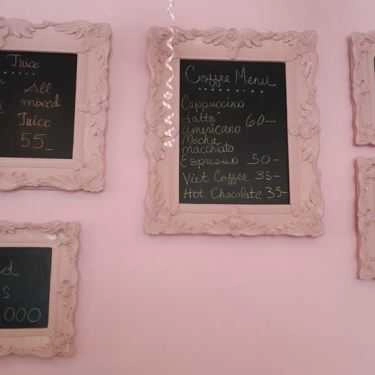 Juice
All
mixed
Juice
55-
Coffee Menu
Cappuccino
Latto
americano 60-
Mocha
macchiato
Espresso 50-
Viet Coffee 35-
Hot Chocolate 35-
000